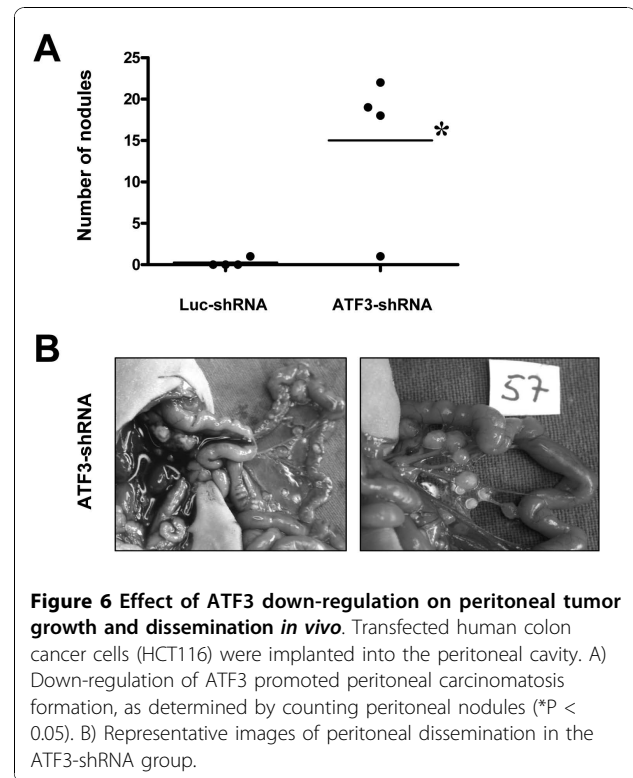 A
Number of nodules
25
20
15
10
5
0
*
Luc-shRNA
ATF3-shRNA
B
ATF3-shRNA
57
Figure 6 Effect of ATF3 down-regulation on peritoneal tumor
growth and dissemination in vivo. Transfected human colon
cancer cells (HCT116) were implanted into the peritoneal cavity. A)
Down-regulation of ATF3 promoted peritoneal carcinomatosis
formation, as determined by counting peritoneal nodules (*P <
0.05). B) Representative images of peritoneal dissemination in the
ATF3-shRNA group.